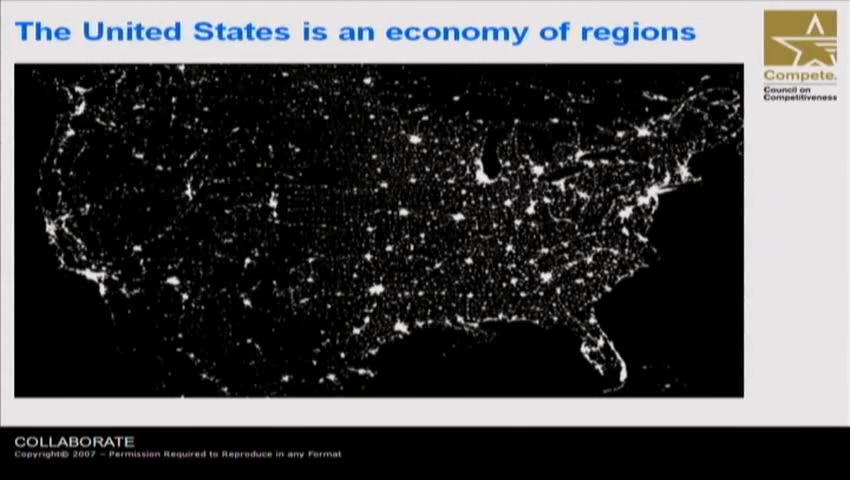 The United States is an economy of regions
Compete.
Council on
Competitiveness
COLLABORATE
Copyright© 2007 – Permission Required to Reproduce in any Format